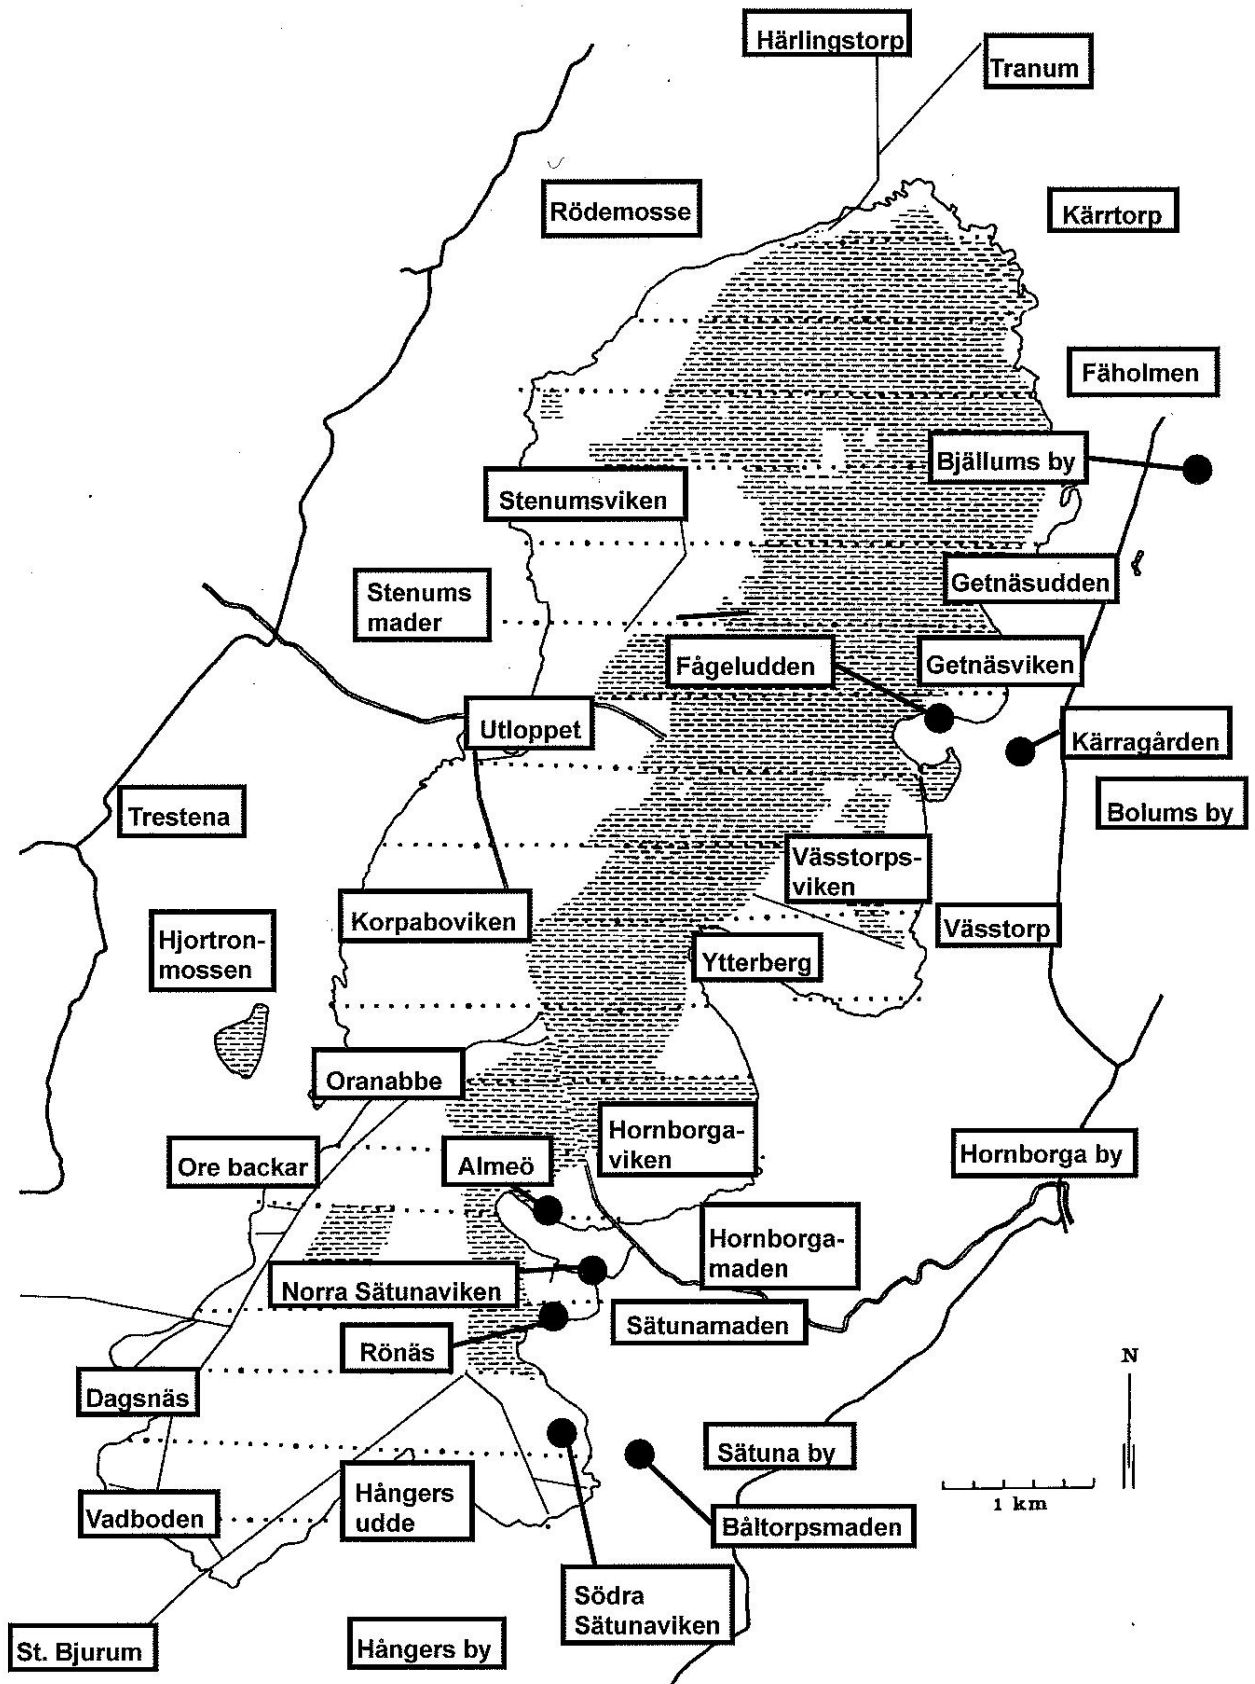 Härlingstorp
Tranum
Rödemosse
Kärrtorp
Fäholmen
Bjällums by
Stenumsviken
Getnäsudden
Stenums
mader
Fågeludden
Getnäsviken
Utloppet
Kärragården
Trestena
Bolums by
Vässtorps-
viken
Korpaboviken
Vässtorp
Hjortron-
mossen
Ytterberg
Oranabbe
Hornborga-
viken
Hornborga by
Ore backar
Almeö
Hornborga-
maden
Norra Sätunaviken
Sätunamaden
Rönäs
N
Dagsnäs
Sätuna by
Hångers
udde
1 km
Vadboden
Båltorpsmaden
Södra
Sätunaviken
St. Bjurum
Hångers by